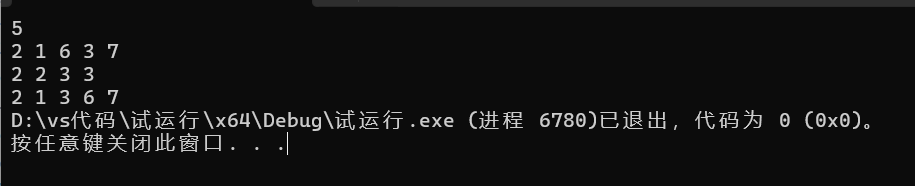 5
2 1 6 3 7
2 2 3 3
2 1 3 6 7
D:\vs代码\试运行\x64\Debug\试运行.exe (进程 6780)已退出，代码为 0 (0x0)。
按任意键关闭此窗口. . .